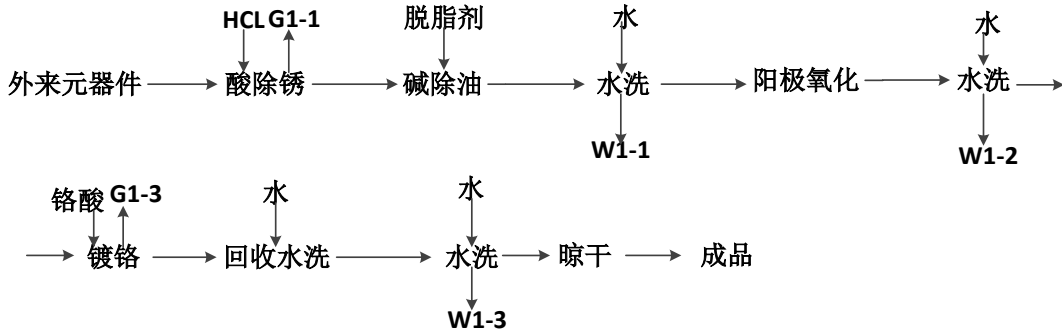 HCL G1-1 脱脂剂 水 水
外来元器件 酸除锈 碱除油 水洗 阳极氧化 水洗
W1-1 W1-2
铬酸 G1-3 水 水
镀铬 回收水洗 水洗 晾干 成品
W1-3